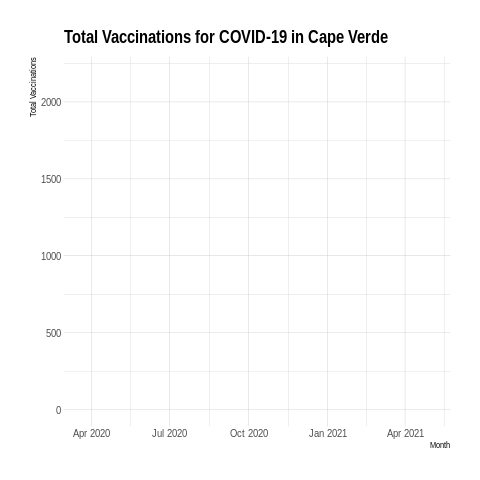 Total Vaccinations for COVID-19 in Cape Verde
Total Vaccinations
2000
1500
1000
500
0
Apr 2020 Jul 2020 Oct 2020 Jan 2021 Apr 2021
Month